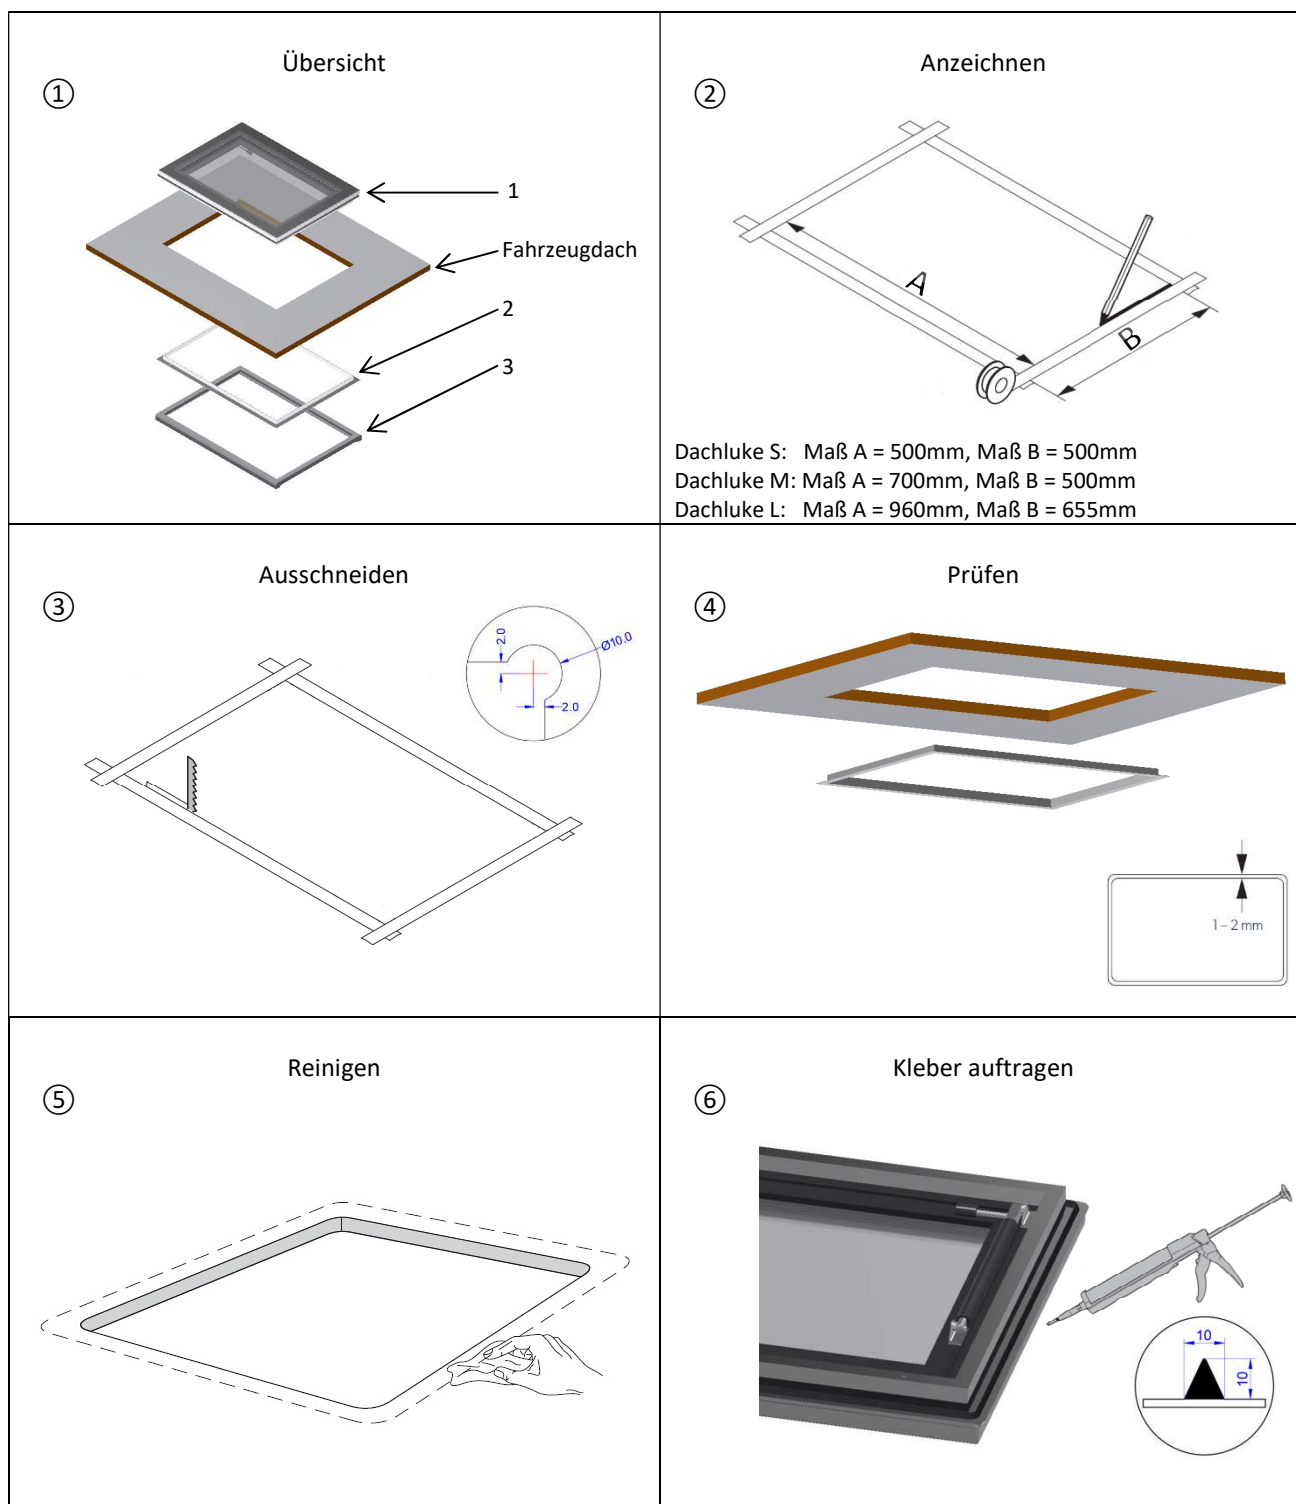 Übersicht
①
1
Fahrzeugdach
2
3
Anzeichnen
②
A
B
Dachluke S: Maß A = 500mm, Maß B = 500mm
Dachluke M: Maß A = 700mm, Maß B = 500mm
Dachluke L: Maß A = 960mm, Maß B = 655mm
Ausschneiden
③
2.0
Ø10.0
2.0
Prüfen
④
1–2 mm
Reinigen
⑤
Kleber auftragen
⑥
10
10